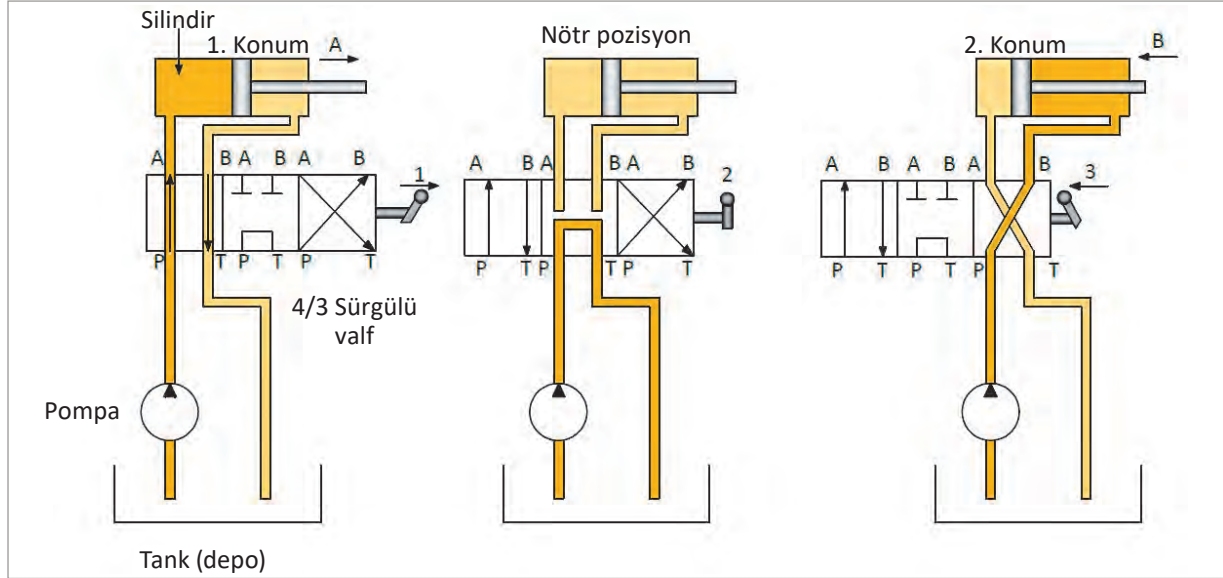 Silindir
1. Konum
A
Nötr pozisyon
2. Konum
B
A B A B A B
1
P T P T P T
A B A B A B
2
P T P T P T
A B A B A B
3
P T P T P T
4/3 Sürgülü
valf
Pompa
Tank (depo)